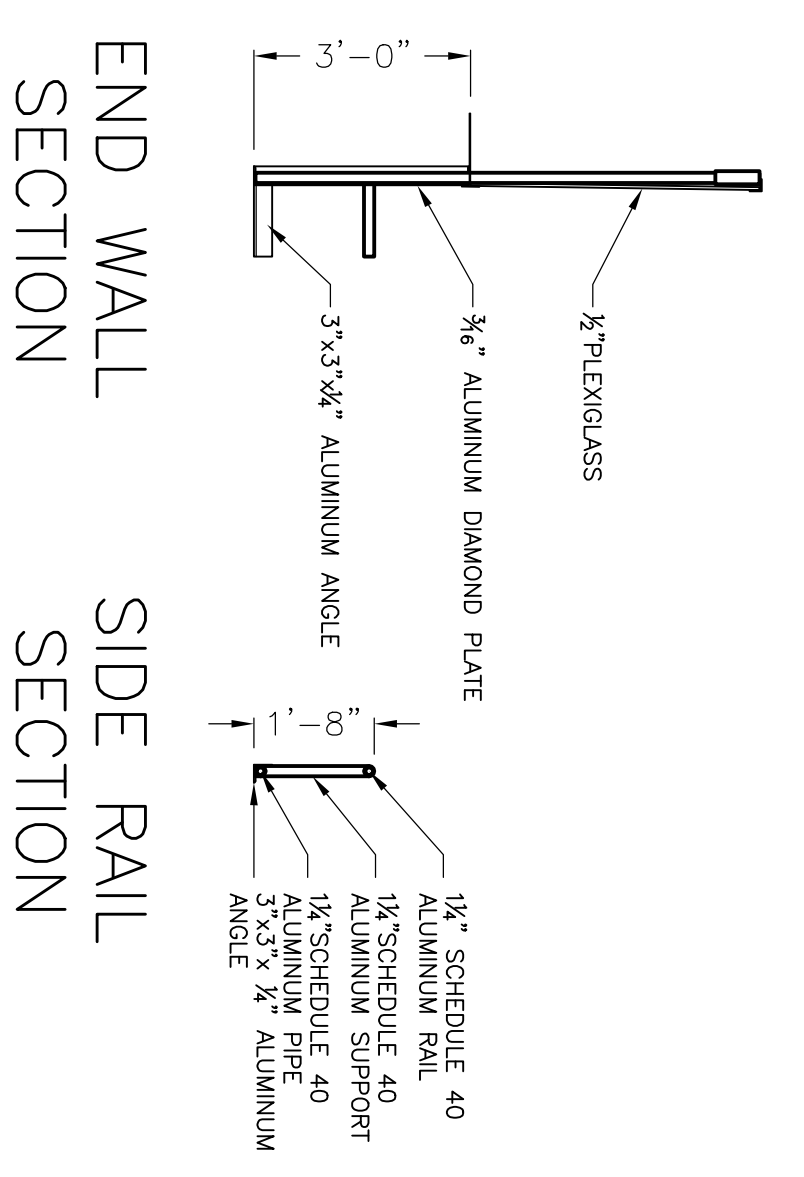 3'-0"
½"PLEXIGLASS
3⁄16" ALUMINUM DIAMOND PLATE
3"x3"x¼" ALUMINUM ANGLE
END WALL
SECTION
1'-8"
1¼" SCHEDULE 40
ALUMINUM RAIL
1¼"SCHEDULE 40
ALUMINUM SUPPORT
1¼"SCHEDULE 40
ALUMINUM PIPE
3"x3"x ¼" ALUMINUM
ANGLE
SIDE RAIL
SECTION